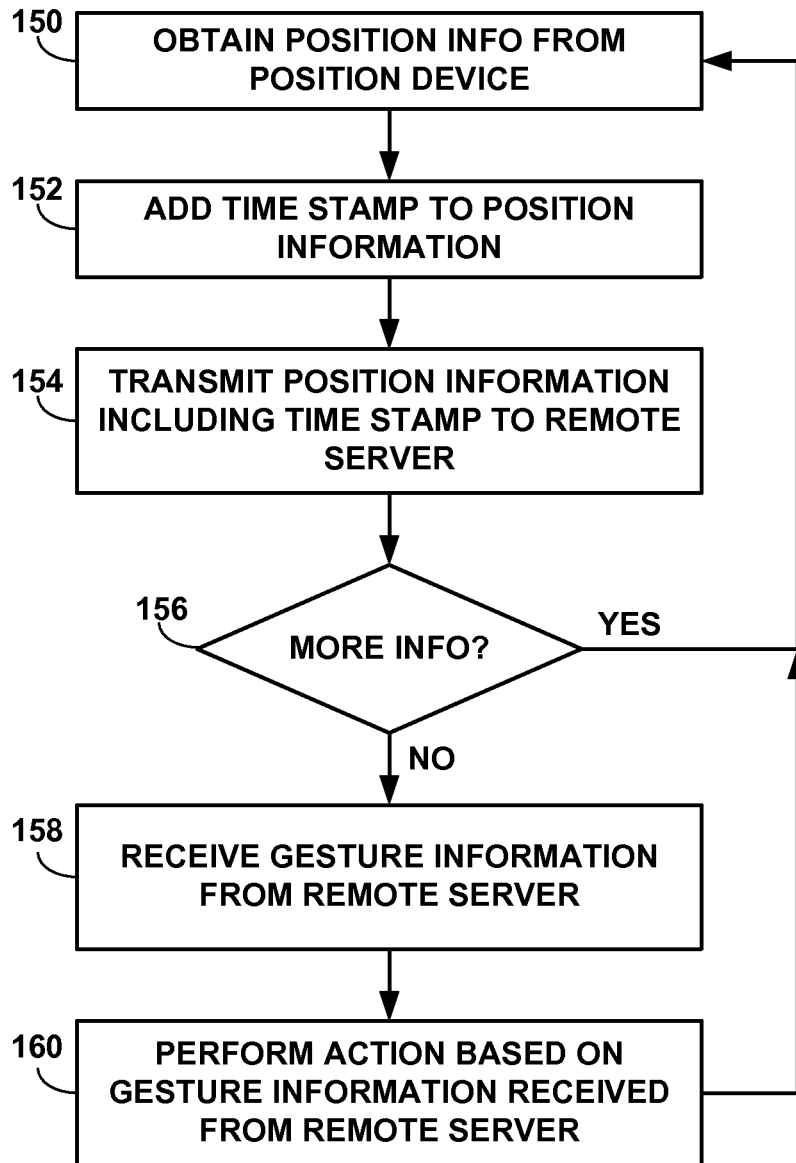 150
OBTAIN POSITION INFO FROM
POSITION DEVICE
152
ADD TIME STAMP TO POSITION
INFORMATION
154
TRANSMIT POSITION INFORMATION
INCLUDING TIME STAMP TO REMOTE
SERVER
156
MORE INFO?
YES
NO
158
RECEIVE GESTURE INFORMATION
FROM REMOTE SERVER
160
PERFORM ACTION BASED ON
GESTURE INFORMATION RECEIVED
FROM REMOTE SERVER